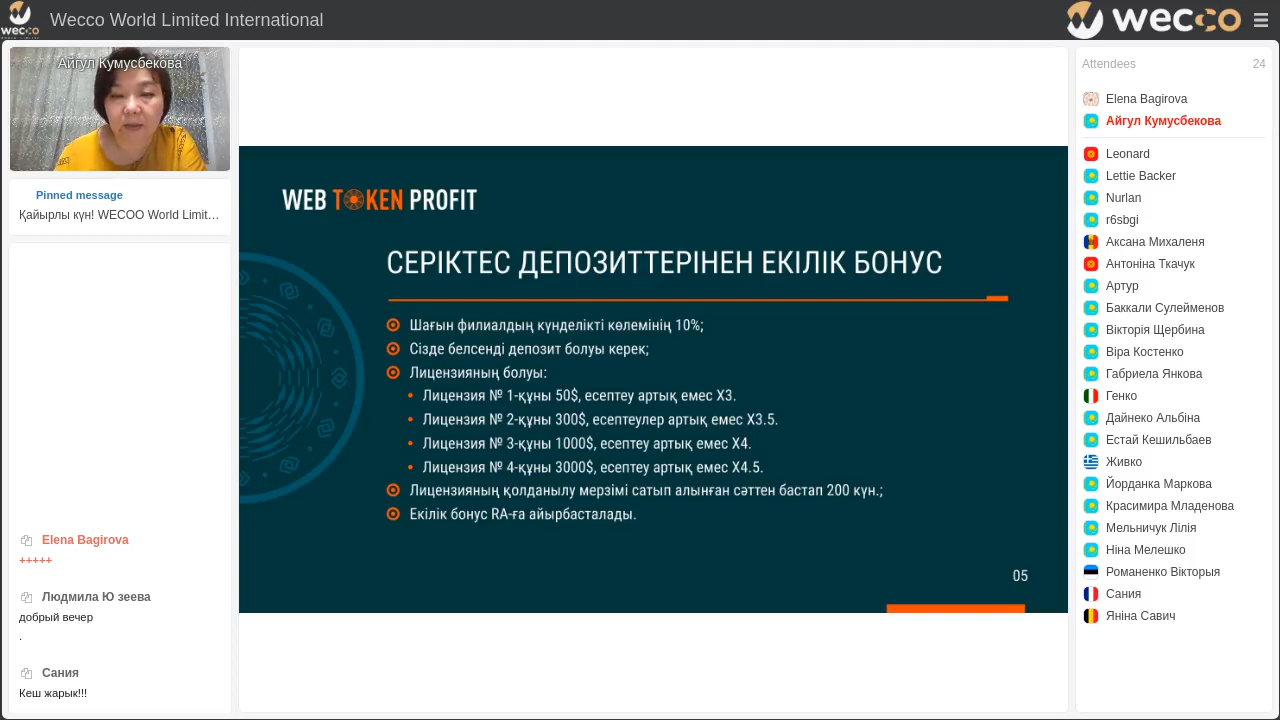 wecco
Wecco World Limited International
wecco
Айгул Кумусбекова
Pinned message
Қайырлы күн! WECOO World Limit…
Elena Bagirova
+++++
Людмила Ю зеева
добрый вечер
.
Сания
Кеш жарык!!!
WEB TOKEN PROFIT
СЕРІКТЕС ДЕПОЗИТТЕРІНЕН ЕКІЛІК БОНУС
Шағын филиалдың күнделікті көлемінің 10%;
Сізде белсенді депозит болуы керек;
Лицензияның болуы:
Лицензия № 1-құны 50$, есептеу артық емес X3.
Лицензия № 2-құны 300$, есептеулер артық емес X3.5.
Лицензия № 3-құны 1000$, есептеу артық емес X4.
Лицензия № 4-құны 3000$, есептеу артық емес X4.5.
Лицензияның қолданылу мерзімі сатып алынған сәттен бастап 200 күн.;
Екілік бонус RA-ға айырбасталады.
05
Attendees 24
Elena Bagirova
Айгул Кумусбекова
Leonard
Lettie Backer
Nurlan
r6sbgi
Аксана Михаленя
Антоніна Ткачук
Артур
Баккали Сулейменов
Вікторія Щербина
Віра Костенко
Габриела Янкова
Генко
Дайнеко Альбіна
Естай Кешильбаев
Живко
Йорданка Маркова
Красимира Младенова
Мельничук Лілія
Ніна Мелешко
Романенко Вікторыя
Сания
Яніна Савич